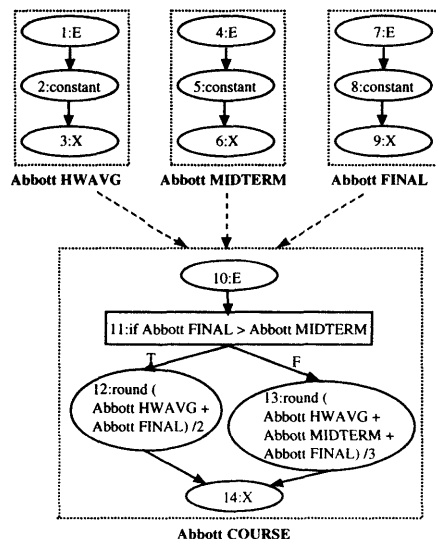 1:E
2:constant
3:X
Abbott HWAVG
4:E
5:constant
6:X
Abbott MIDTERM
7:E
8:constant
9:X
Abbott FINAL
10:E
11:if Abbott FINAL > Abbott MIDTERM
T
F
12:round (
Abbott HWAVG +
Abbott FINAL) /2
13:round (
Abbott HWAVG +
Abbott MIDTERM +
Abbott FINAL) /3
14:X
Abbott COURSE